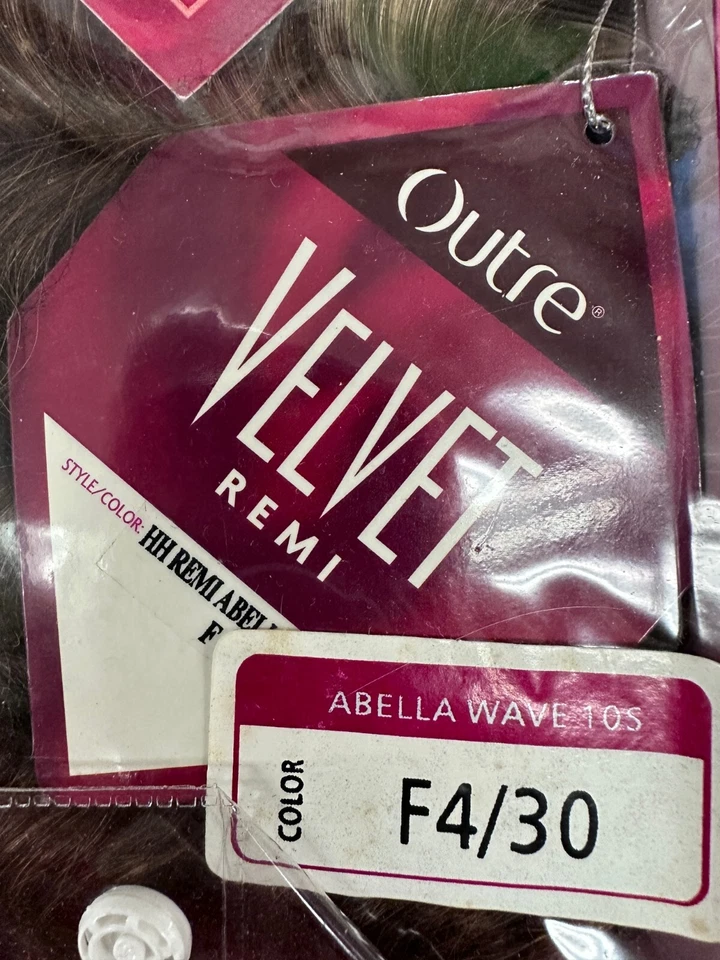 Outre®
VELVET
REMI
STYLE/COLOR:
HH REMI ABEL
F
ABELLA WAVE 10S
COLOR
F4/30